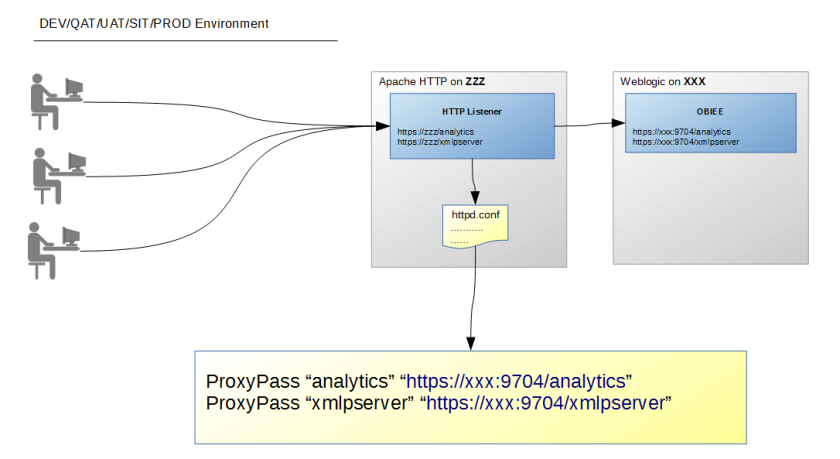 DEV/QAT/UAT/SIT/PROD Environment
Apache HTTP on ZZZ
HTTP Listener
https://zzz/analytics
https://zzz/xmlpserver
httpd.conf
...........
......
Weblogic on XXX
OBIEE
https://xxx:9704/analytics
https://xxx:9704/xmlpserver
ProxyPass “analytics” “https://xxx:9704/analytics”
ProxyPass “xmlpserver” “https://xxx:9704/xmlpserver”